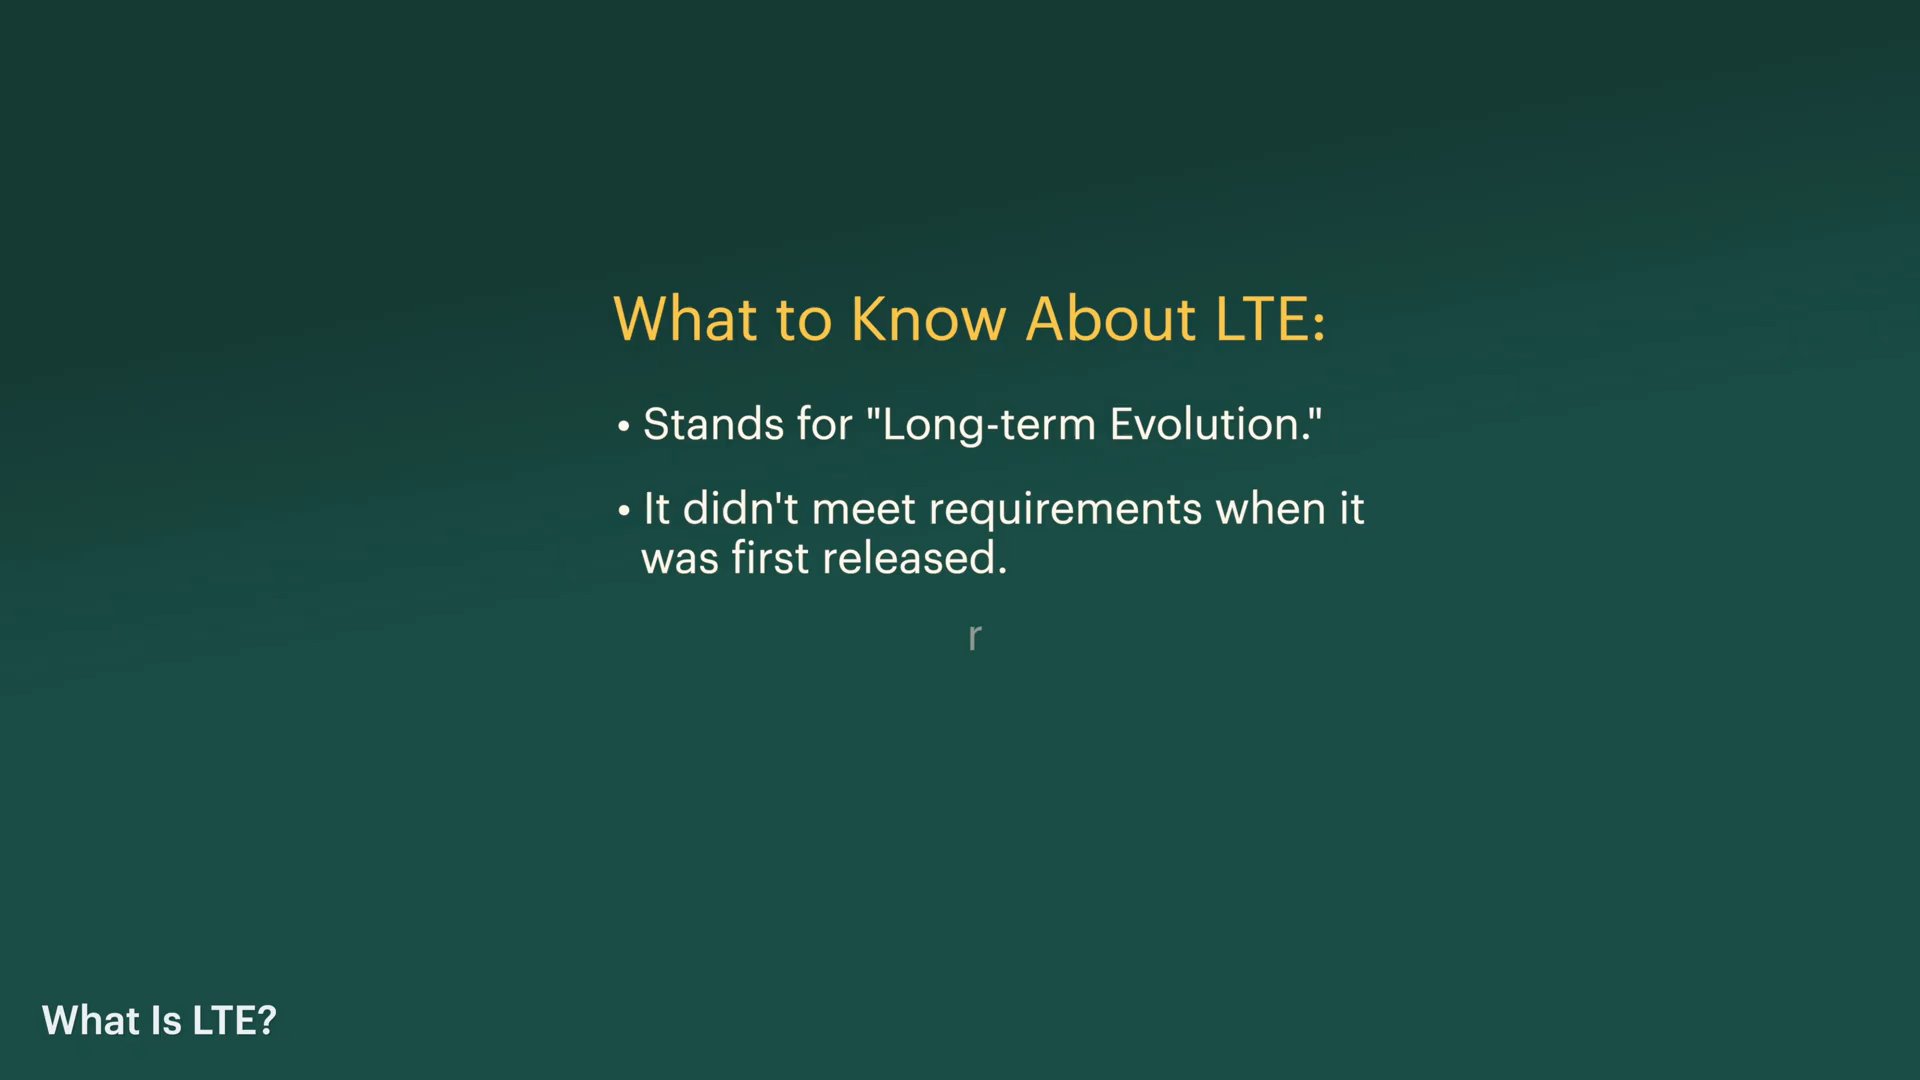 What to Know About LTE:
• Stands for "Long-term Evolution."
• It didn't meet requirements when it
was first released.
r
What Is LTE?